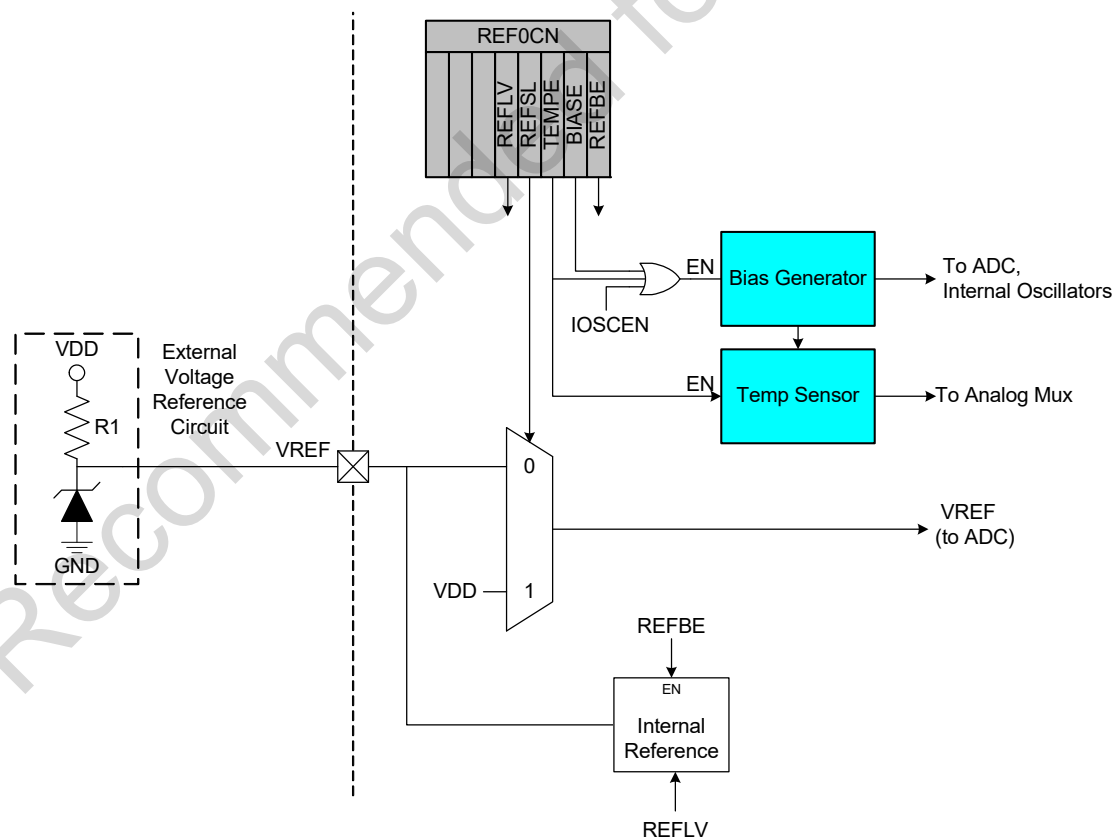 REF0CN
REFLV
REFSL
TEMPE
BIASE
REFBE
EN
Bias Generator
To ADC,
Internal Oscillators
IOSCEN
EN
Temp Sensor
To Analog Mux
VDD
R1
GND
External
Voltage
Reference
Circuit
VREF
0
VDD
1
VREF
(to ADC)
REFBE
EN
Internal
Reference
REFLV
Recommended fo